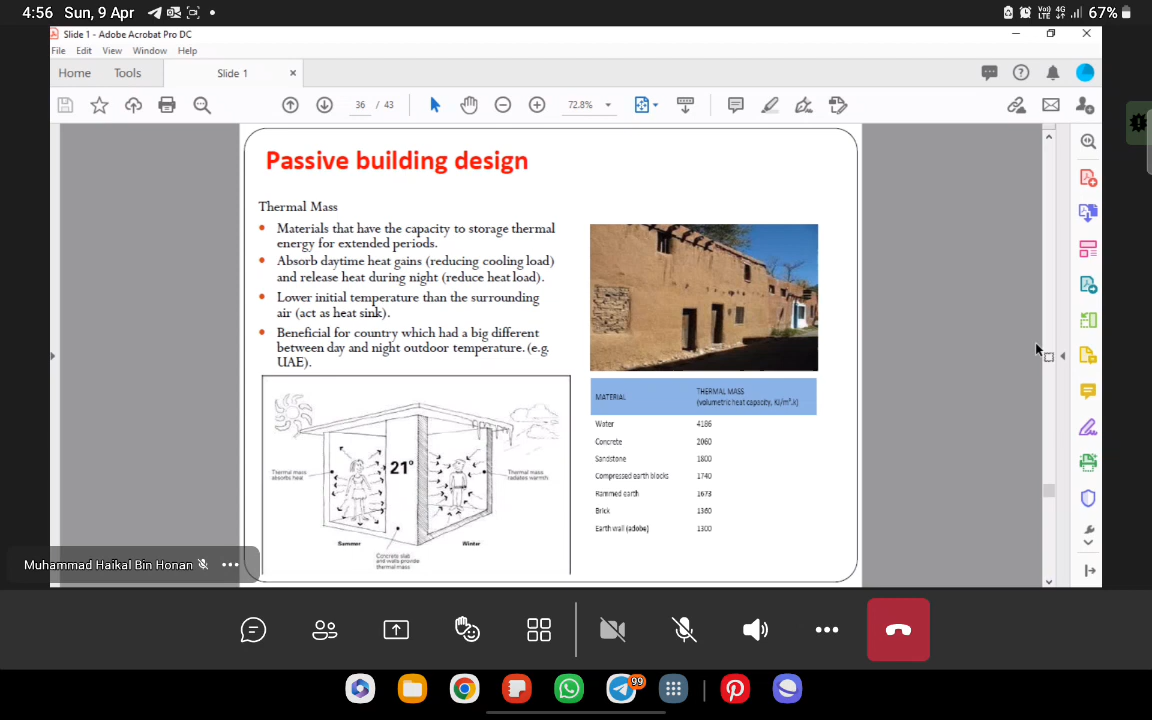 4:56 Sun, 9 Apr
Vo) LTE 4G 67%
Slide 1 - Adobe Acrobat Pro DC
File Edit View Window Help
Home Tools Slide 1 ×
36 / 43 72.8%
Passive building design
Thermal Mass
• Materials that have the capacity to storage thermal
energy for extended periods.
• Absorb daytime heat gains (reducing cooling load)
and release heat during night (reduce heat load).
• Lower initial temperature than the surrounding
air (act as heat sink).
• Beneficial for country which had a big different
between day and night outdoor temperature. (e.g.
UAE).
Thermal mass
absorbs heat
21°
Thermal mass
radiates warmth
Summer
Winter
Concrete slab
and walls provide
thermal mass
MATERIAL THERMAL MASS
(volumetric heat capacity, KJ/m³.k)
Water 4186
Concrete 2060
Sandstone 1800
Compressed earth blocks 1740
Rammed earth 1673
Brick 1360
Earth wall (adobe) 1300
Muhammad Haikal Bin Honan
99